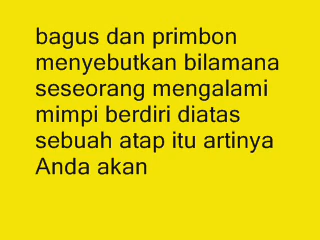 bagus dan primbon
menyebutkan bilamana
seseorang mengalami
mimpi berdiri diatas
sebuah atap itu artinya
Anda akan